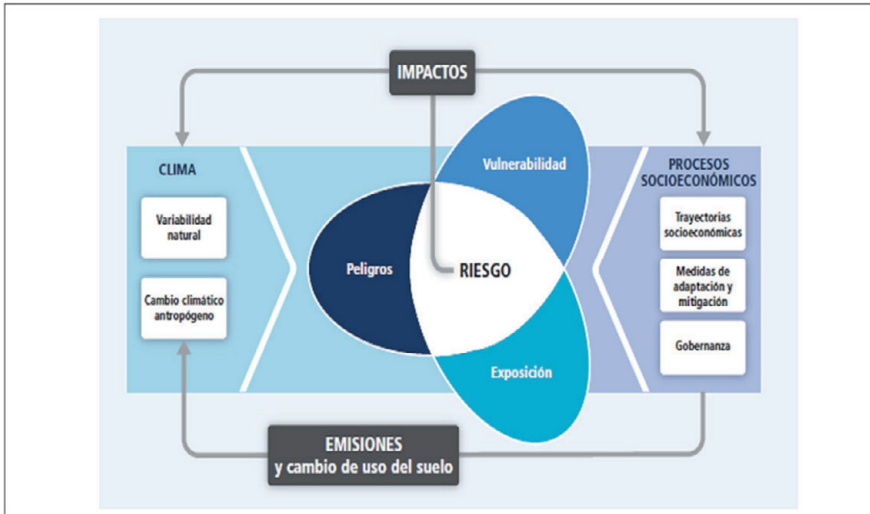 IMPACTOS
CLIMA
Variabilidad
natural
Cambio climático
antropógeno
Vulnerabilidad
Peligros
RIESGO
Exposición
PROCESOS
SOCIOECONÓMICOS
Trayectorias
socioeconómicas
Medidas de
adaptación y
mitigación
Gobernanza
EMISIONES
y cambio de uso del suelo